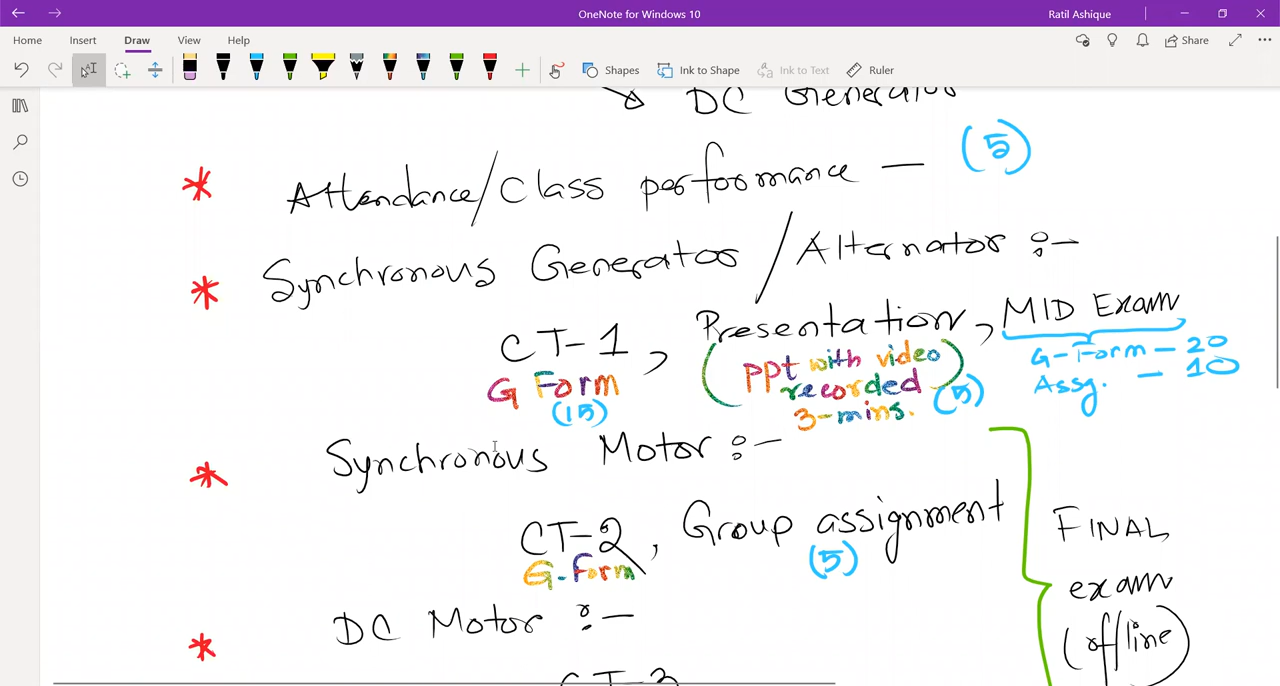 OneNote for Windows 10
Ratil Ashique
Home
Insert
Draw
View
Help
Share
Shapes
Ink to Shape
Ink to Text
Ruler
DC Generator
* Attendance/Class performance — (5)
* Synchronous Generator / Alternator :-
CT-1, Presentation, MID Exam
G Form
(15)
(PPT with video
recorded
3-mins.) (5)
G-Form - 20
Assg. - 10
* Synchronous Motor :-
CT-2, Group assignment
G-Form
(5)
FINAL
exam
(offline)
* DC Motor :-
CT-3